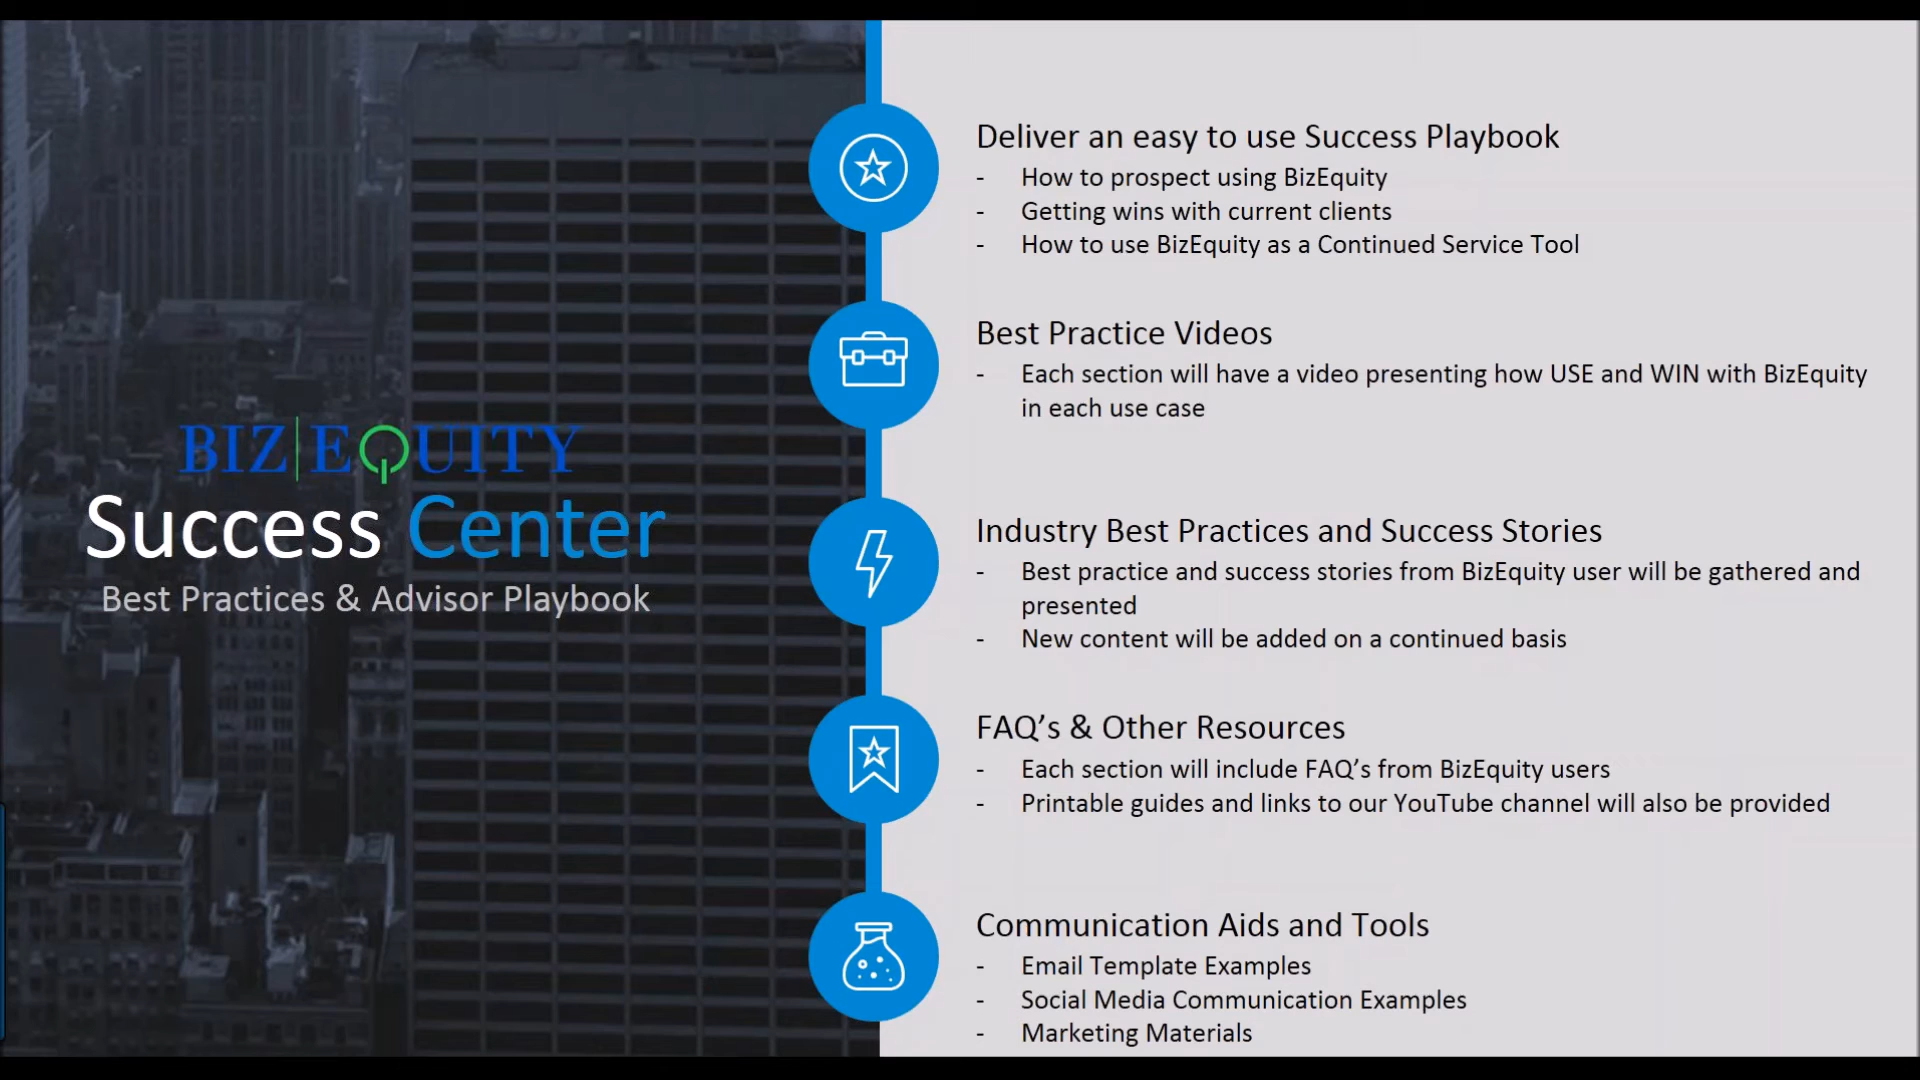 BIZ|EQUITY
Success Center
Best Practices & Advisor Playbook
Deliver an easy to use Success Playbook
- How to prospect using BizEquity
- Getting wins with current clients
- How to use BizEquity as a Continued Service Tool
Best Practice Videos
- Each section will have a video presenting how USE and WIN with BizEquity
in each use case
Industry Best Practices and Success Stories
- Best practice and success stories from BizEquity user will be gathered and
presented
- New content will be added on a continued basis
FAQ’s & Other Resources
- Each section will include FAQ’s from BizEquity users
- Printable guides and links to our YouTube channel will also be provided
Communication Aids and Tools
- Email Template Examples
- Social Media Communication Examples
- Marketing Materials